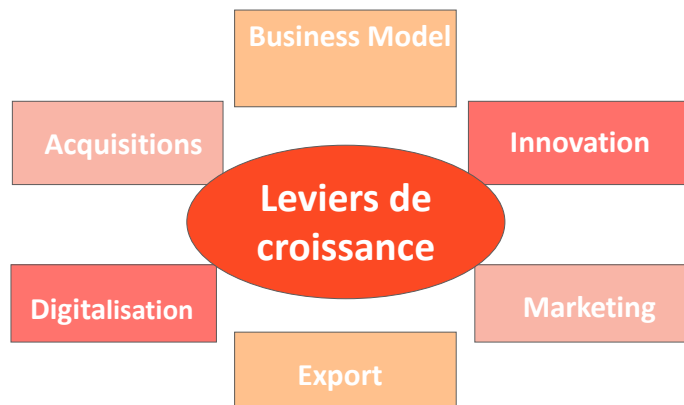 Business Model
Acquisitions
Innovation
Leviers de
croissance
Digitalisation
Marketing
Export